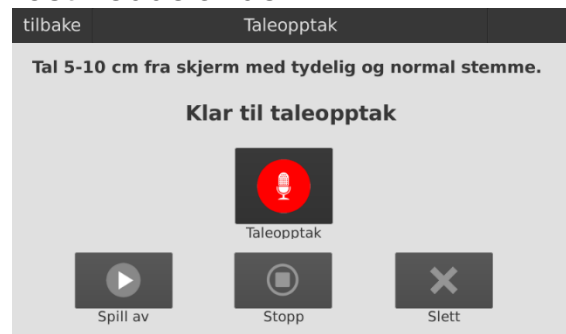 tilbake Taleopptak
Tal 5-10 cm fra skjerm med tydelig og normal stemme.
Klar til taleopptak
Taleopptak
Spill av Stopp Slett